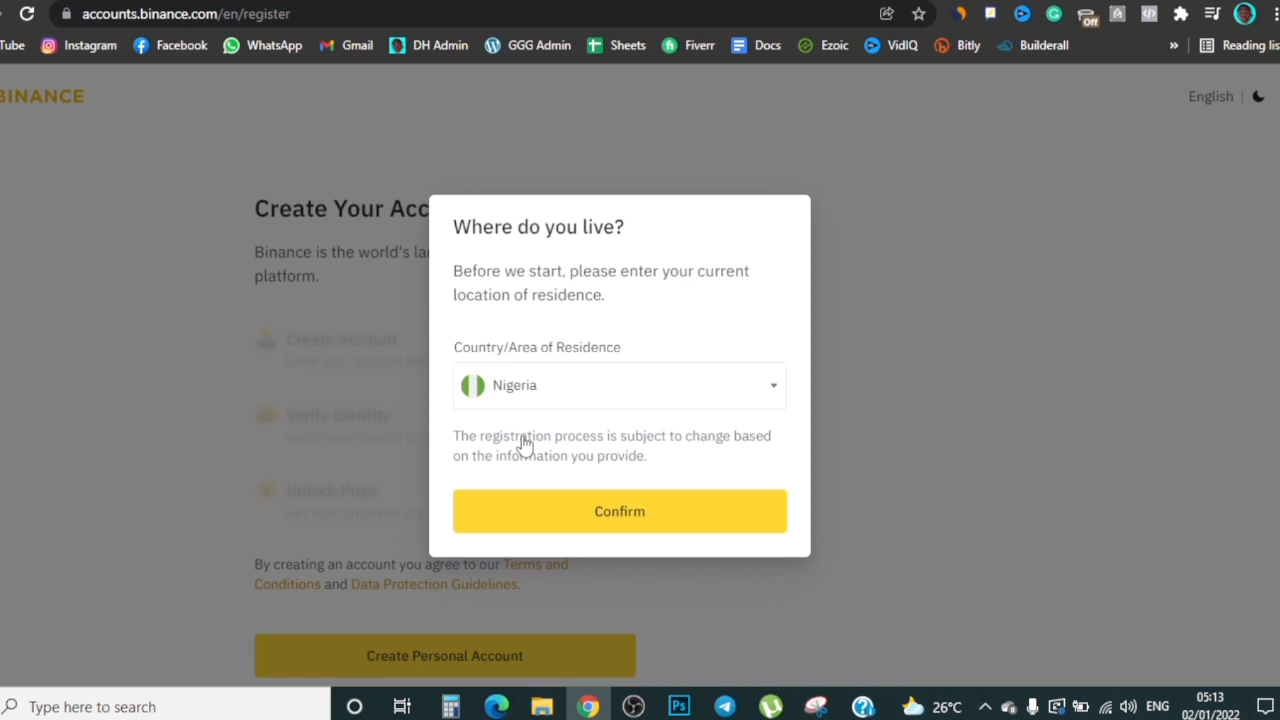 accounts.binance.com/en/register
Off
Tube Instagram Facebook WhatsApp Gmail DH Admin GGG Admin Sheets Fiverr Docs Ezoic VidIQ Bitly Builderall » Reading lis
BINANCE
English
Create Your Acc
Binance is the world's la
platform.
Where do you live?
Before we start, please enter your current
location of residence.
Country/Area of Residence
Nigeria
The registration process is subject to change based
on the information you provide.
Confirm
Create Account
Verify Identity
Unlock Prize
By creating an account you agree to our Terms and
Conditions and Data Protection Guidelines.
Create Personal Account
Type here to search
Ps
26°C
ENG
05:13
02/01/2022